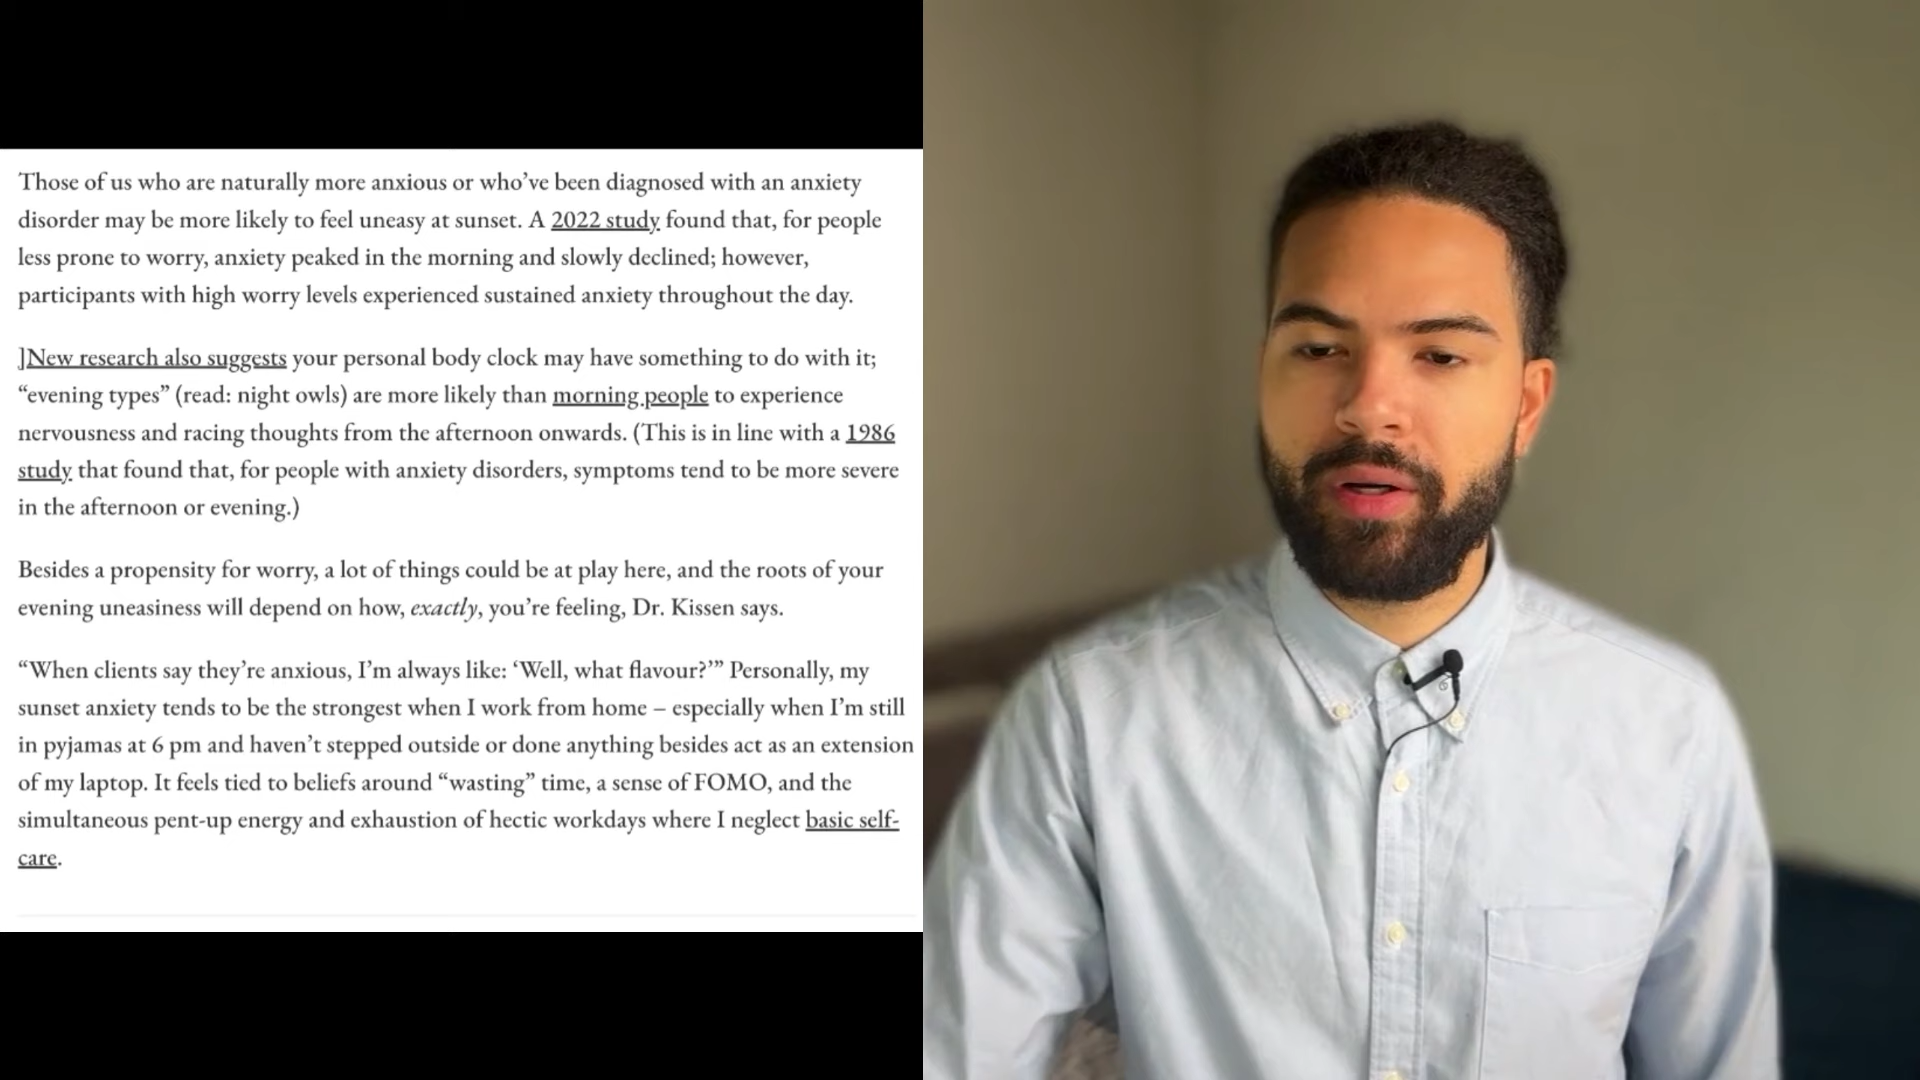 Those of us who are naturally more anxious or who’ve been diagnosed with an anxiety
disorder may be more likely to feel uneasy at sunset. A 2022 study found that, for people
less prone to worry, anxiety peaked in the morning and slowly declined; however,
participants with high worry levels experienced sustained anxiety throughout the day.
]New research also suggests your personal body clock may have something to do with it;
“evening types” (read: night owls) are more likely than morning people to experience
nervousness and racing thoughts from the afternoon onwards. (This is in line with a 1986
study that found that, for people with anxiety disorders, symptoms tend to be more severe
in the afternoon or evening.)
Besides a propensity for worry, a lot of things could be at play here, and the roots of your
evening uneasiness will depend on how, exactly, you’re feeling, Dr. Kissen says.
“When clients say they’re anxious, I’m always like: ‘Well, what flavour?’” Personally, my
sunset anxiety tends to be the strongest when I work from home – especially when I’m still
in pyjamas at 6 pm and haven’t stepped outside or done anything besides act as an extension
of my laptop. It feels tied to beliefs around “wasting” time, a sense of FOMO, and the
simultaneous pent-up energy and exhaustion of hectic workdays where I neglect basic self-
care.